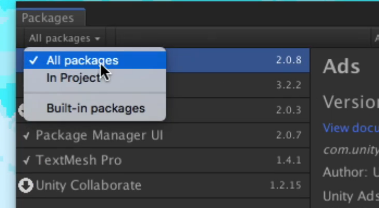 Packages
All packages
All packages 2.0.8
In Project 3.2.2
2.0.3
Built-in packages
Package Manager UI 2.0.7
TextMesh Pro 1.4.1
Unity Collaborate 1.2.15
Ads
Versio
View docu
com.unity
Author: U
Unity Ads